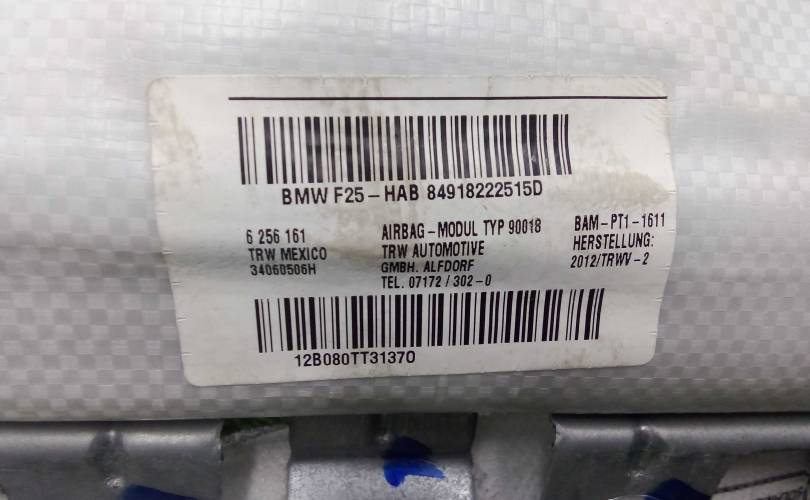 BMW F25-HAB 84918222515D
6 256 161
TRW MEXICO
34060506H
AIRBAG-MODUL TYP 90018
TRW AUTOMOTIVE
GMBH. ALFDORF
TEL. 07172 / 302-0
BAM-PT1-1611
HERSTELLUNG:
2012/TRWV-2
12B080TT31370